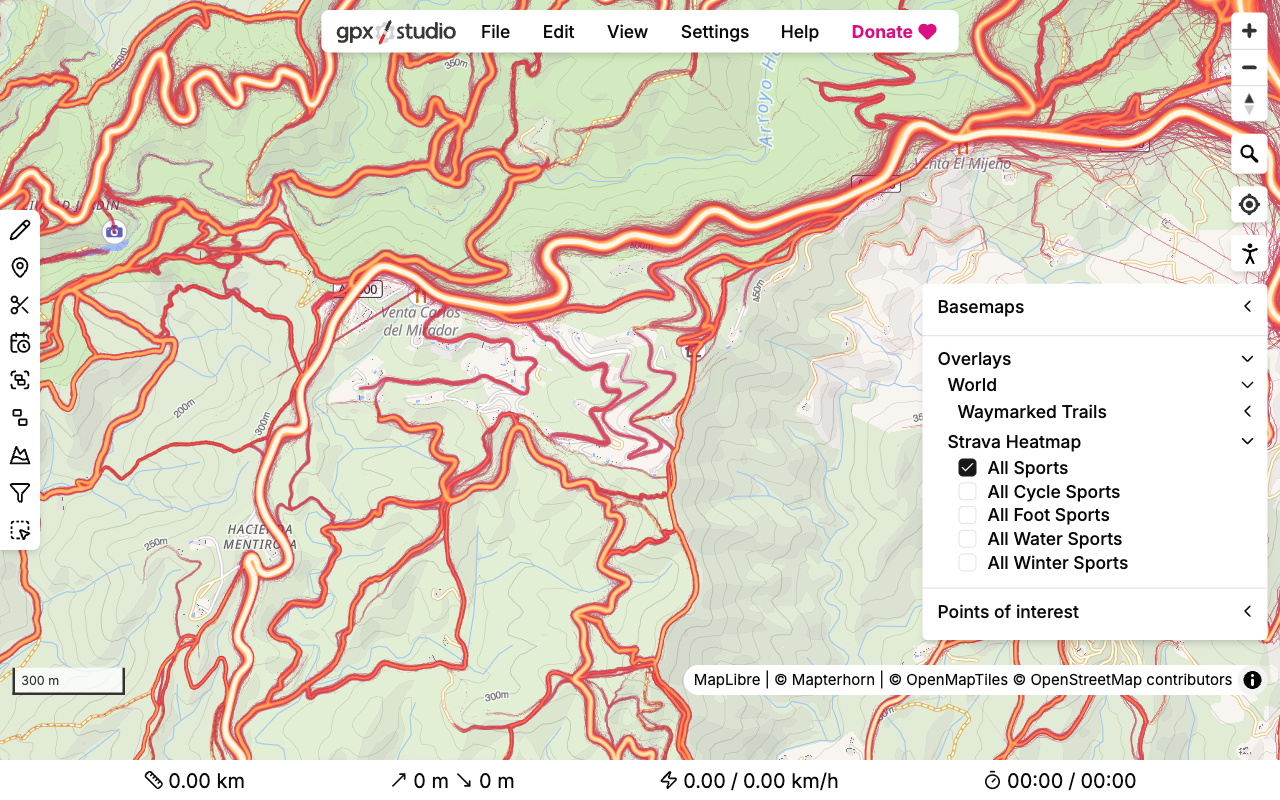 gpx studio File Edit View Settings Help Donate
350m
Arroyo
Venta El Mijeño
400m
450m
Venta Carlos
del Mirador
200m
300m
HACIENDA
MENTIROSA
250m
300m
Basemaps
Overlays
World
Waymarked Trails
Strava Heatmap
All Sports
All Cycle Sports
All Foot Sports
All Water Sports
All Winter Sports
Points of interest
300 m
MapLibre | © Mapterhorn | © OpenMapTiles © OpenStreetMap contributors
0.00 km 0 m 0 m 0.00 / 0.00 km/h 00:00 / 00:00